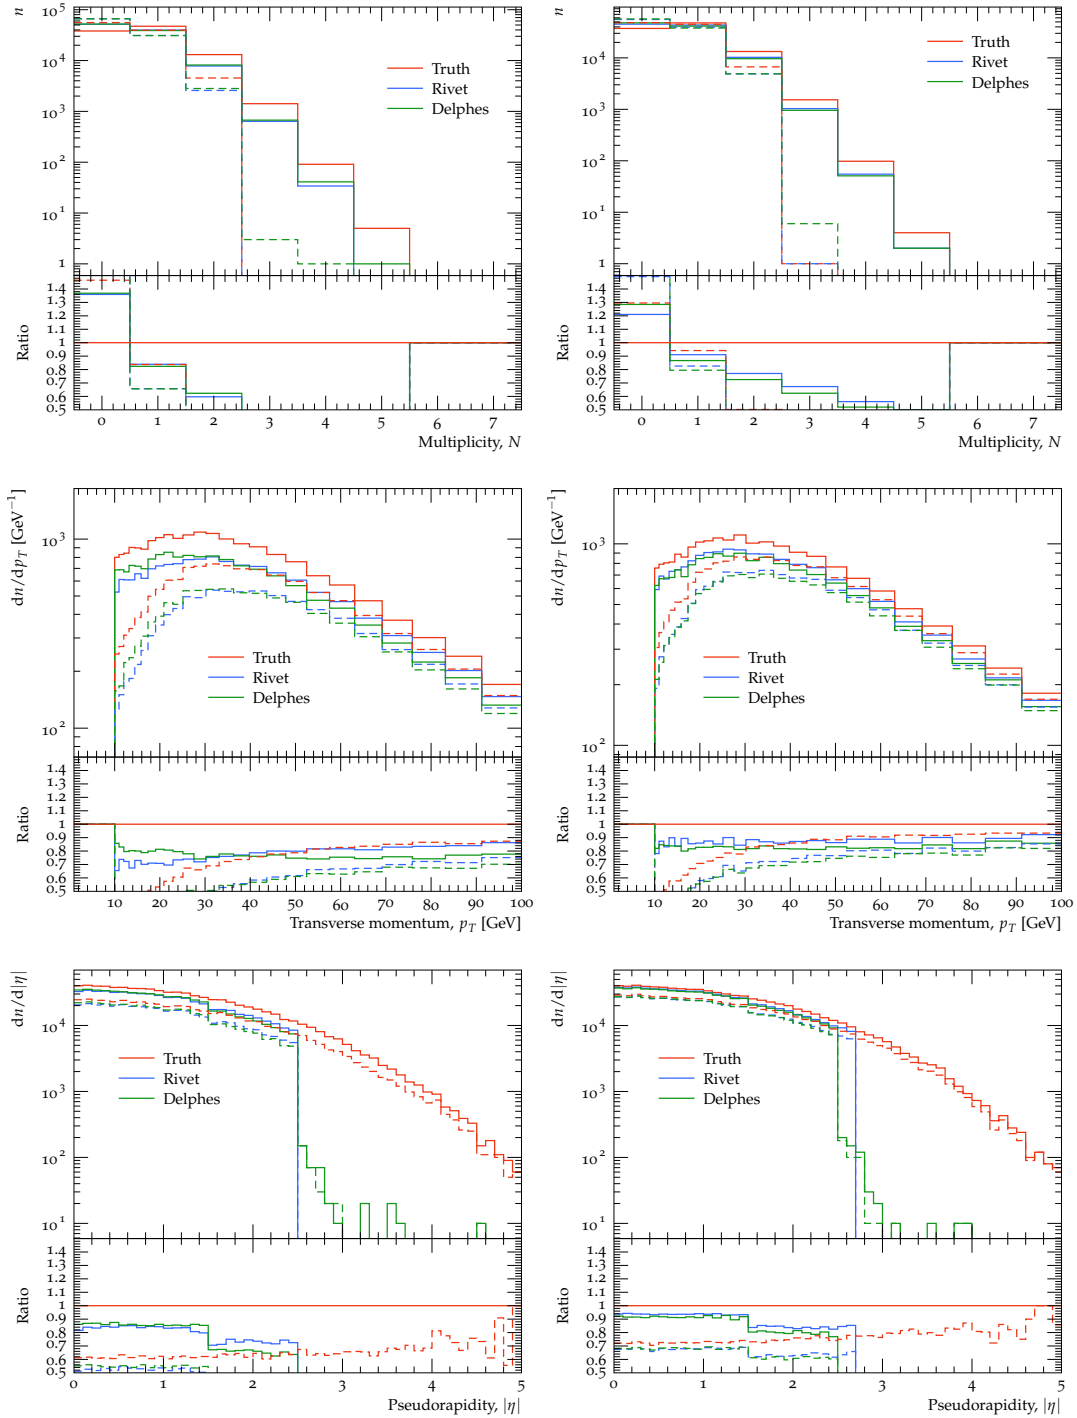 n
10^5
10^4
10^3
10^2
10^1
1
Truth
Rivet
Delphes
Ratio
1.4
1.3
1.2
1.1
1
0.9
0.8
0.7
0.6
0.5
0 1 2 3 4 5 6 7
Multiplicity, N
n
10^4
10^3
10^2
10^1
1
Truth
Rivet
Delphes
Ratio
1.4
1.3
1.2
1.1
1
0.9
0.8
0.7
0.6
0.5
0 1 2 3 4 5 6 7
Multiplicity, N
dn/dp_T [GeV^−1]
10^3
10^2
Truth
Rivet
Delphes
Ratio
1.4
1.3
1.2
1.1
1
0.9
0.8
0.7
0.6
0.5
10 20 30 40 50 60 70 80 90 100
Transverse momentum, p_T [GeV]
dn/dp_T [GeV^−1]
10^3
10^2
Truth
Rivet
Delphes
Ratio
1.4
1.3
1.2
1.1
1
0.9
0.8
0.7
0.6
0.5
10 20 30 40 50 60 70 80 90 100
Transverse momentum, p_T [GeV]
dn/d|η|
10^4
10^3
10^2
10^1
Truth
Rivet
Delphes
Ratio
1.4
1.3
1.2
1.1
1
0.9
0.8
0.7
0.6
0.5
0 1 2 3 4 5
Pseudorapidity, |η|
dn/d|η|
10^4
10^3
10^2
10^1
Truth
Rivet
Delphes
Ratio
1.4
1.3
1.2
1.1
1
0.9
0.8
0.7
0.6
0.5
0 1 2 3 4 5
Pseudorapidity, |η|